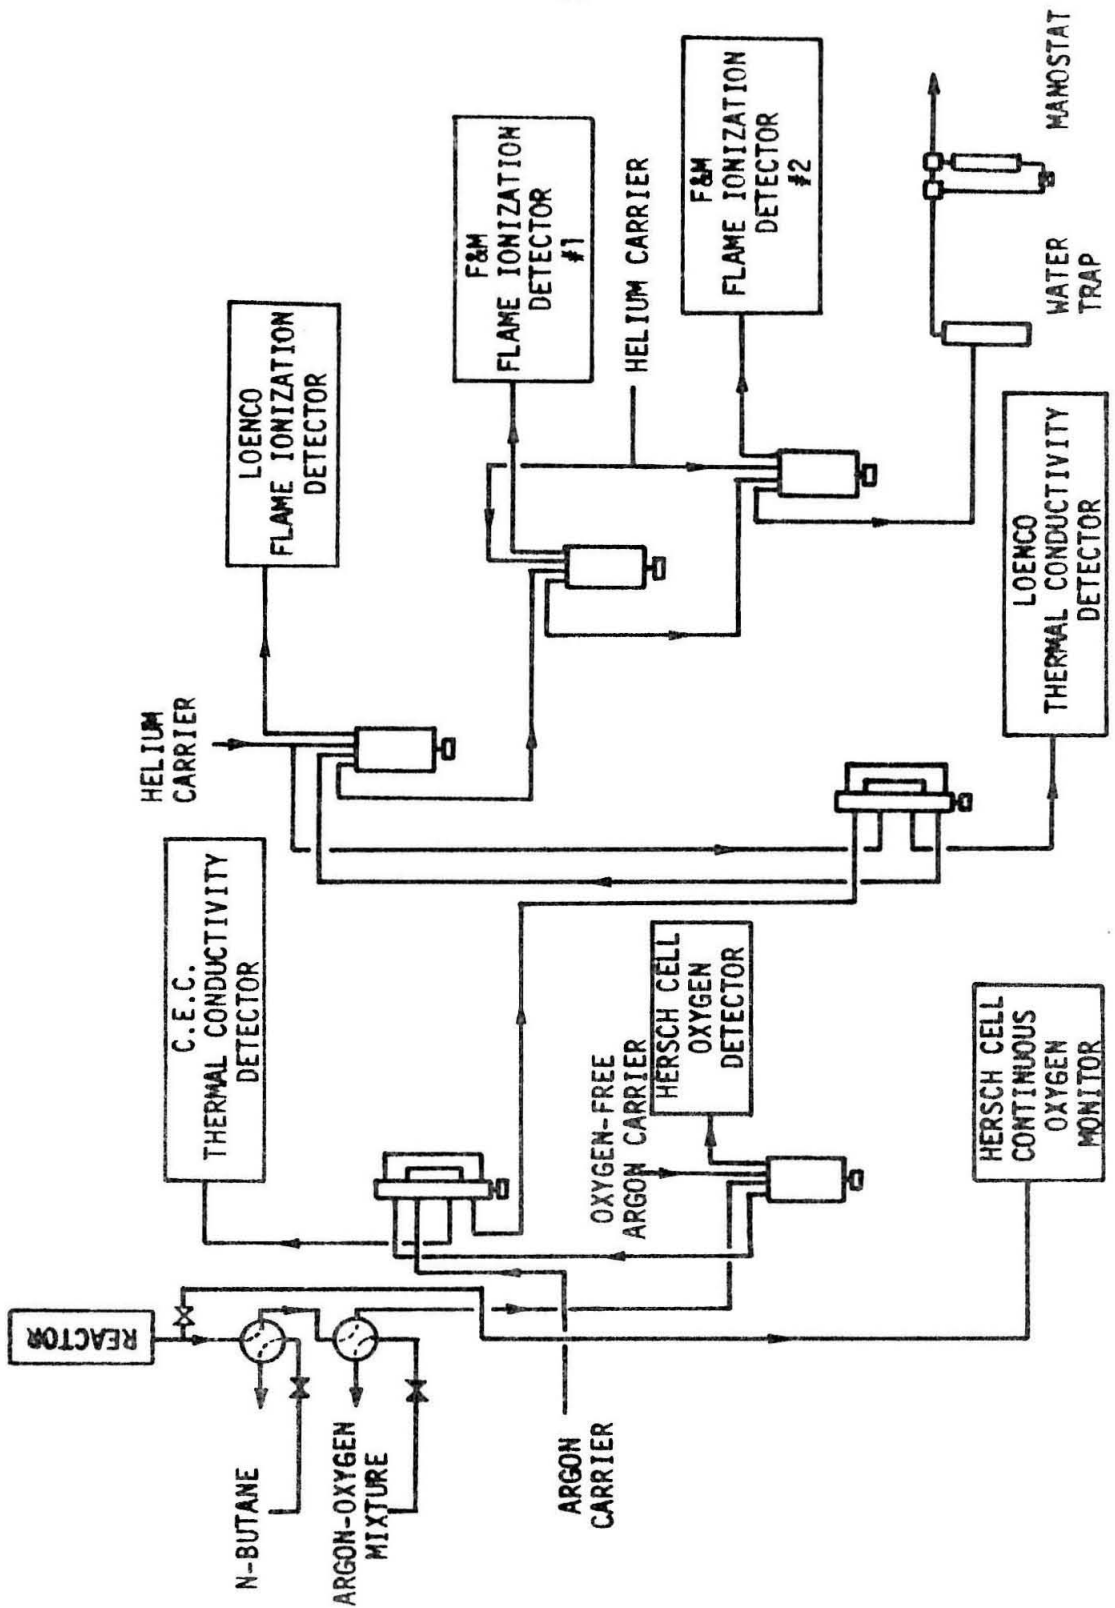 REACTOR
N-BUTANE
ARGON-OXYGEN
MIXTURE
ARGON
CARRIER
C.E.C.
THERMAL CONDUCTIVITY
DETECTOR
OXYGEN-FREE
ARGON CARRIER
HERSCH CELL
OXYGEN
DETECTOR
HERSCH CELL
CONTINUOUS
OXYGEN
MONITOR
HELIUM
CARRIER
LOENCO
FLAME IONIZATION
DETECTOR
F&M
FLAME IONIZATION
DETECTOR
#1
HELIUM CARRIER
F&M
FLAME IONIZATION
DETECTOR
#2
LOENCO
THERMAL CONDUCTIVITY
DETECTOR
WATER
TRAP
MANOSTAT